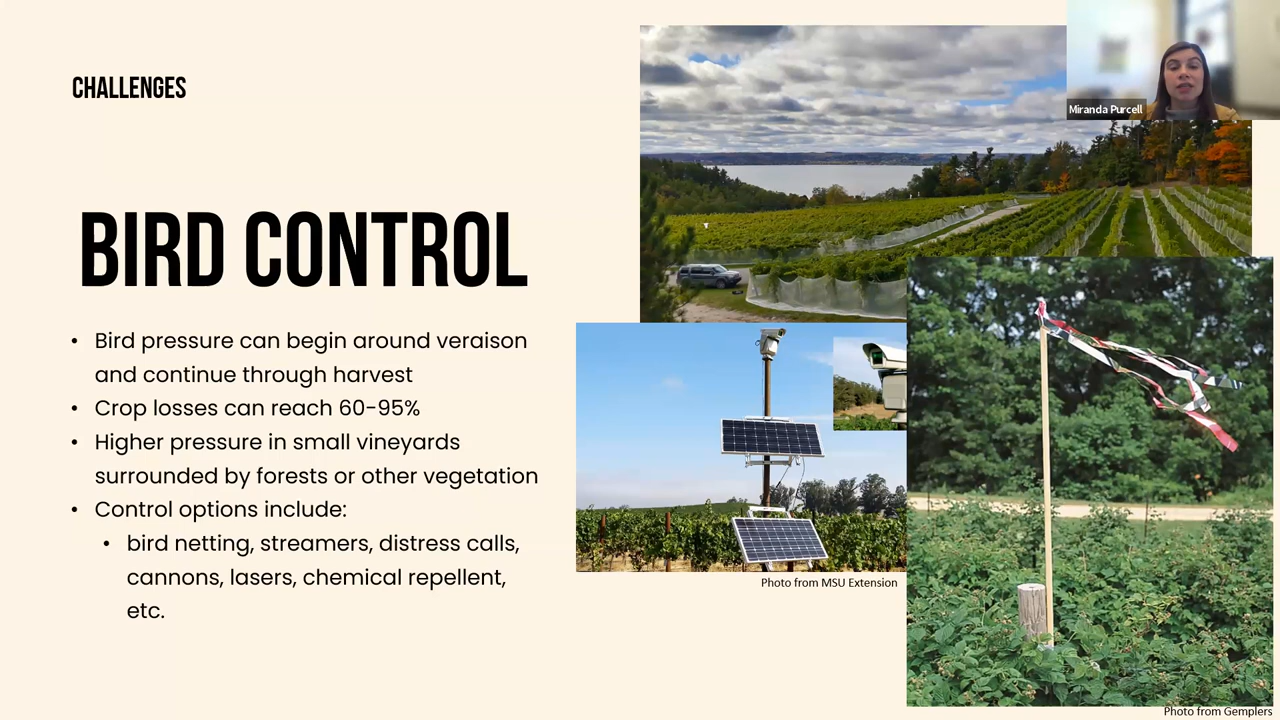 CHALLENGES
BIRD CONTROL
• Bird pressure can begin around veraison
and continue through harvest
• Crop losses can reach 60-95%
• Higher pressure in small vineyards
surrounded by forests or other vegetation
• Control options include:
• bird netting, streamers, distress calls,
cannons, lasers, chemical repellent,
etc.
Miranda Purcell
Photo from MSU Extension
Photo from Gemplers